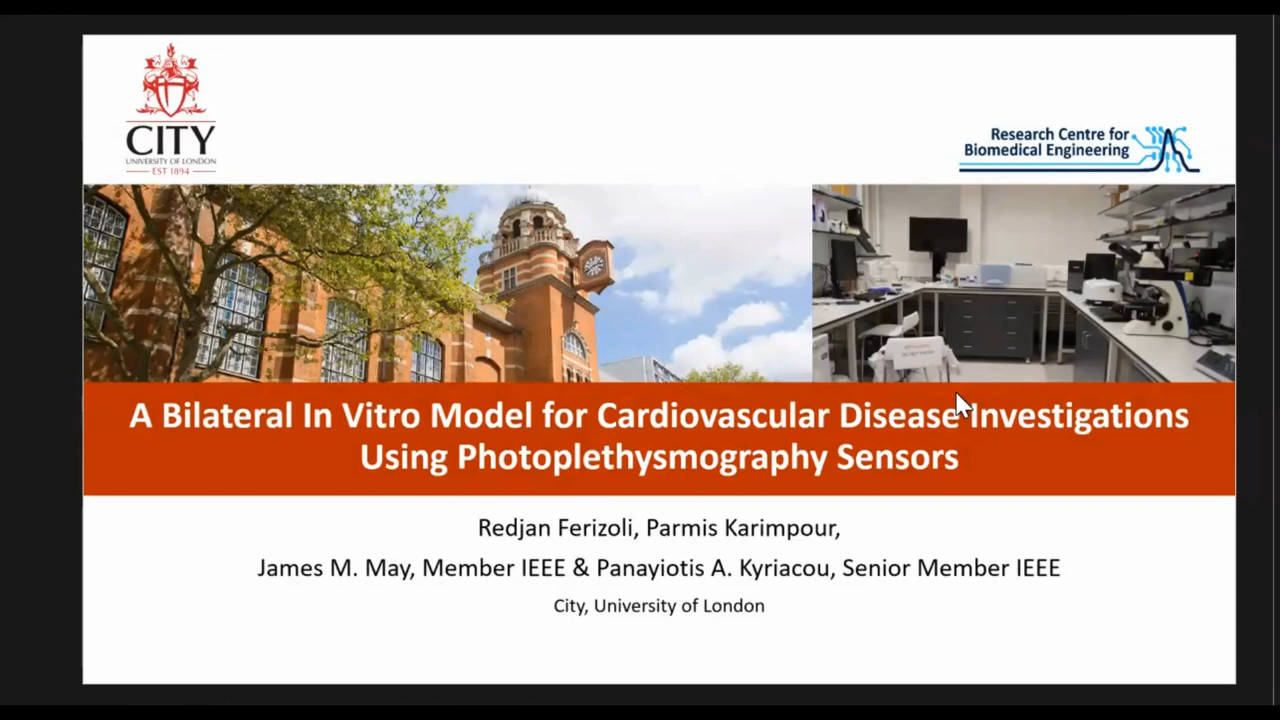 CITY
UNIVERSITY OF LONDON
EST 1894
Research Centre for
Biomedical Engineering
A Bilateral In Vitro Model for Cardiovascular Disease Investigations
Using Photoplethysmography Sensors
Redjan Ferizoli, Parmis Karimpour,
James M. May, Member IEEE & Panayiotis A. Kyriacou, Senior Member IEEE
City, University of London